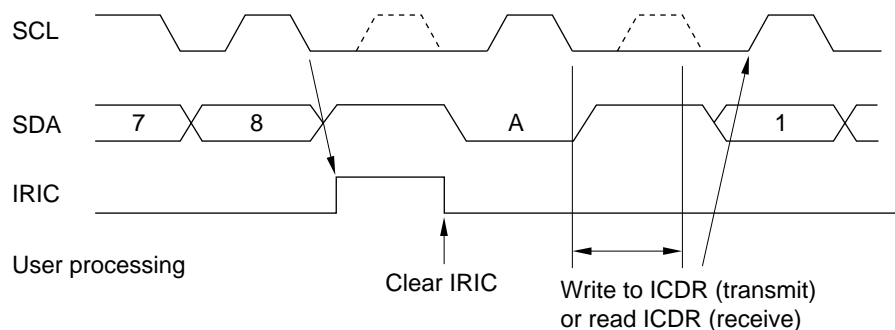 SCL
SDA
7 8 A 1
IRIC
User processing
Clear IRIC
Write to ICDR (transmit)
or read ICDR (receive)